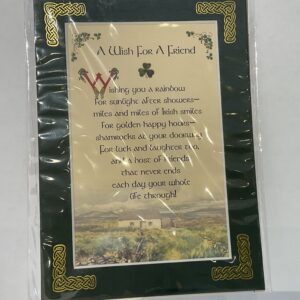 A Wish For A Friend
Wishing you a rainbow
For sunlight after showers—
Miles and miles of Irish smiles
For golden happy hours—
Shamrocks at your doorway
For luck and laughter too,
And a host of friends
that never ends
Each day your whole
life through!